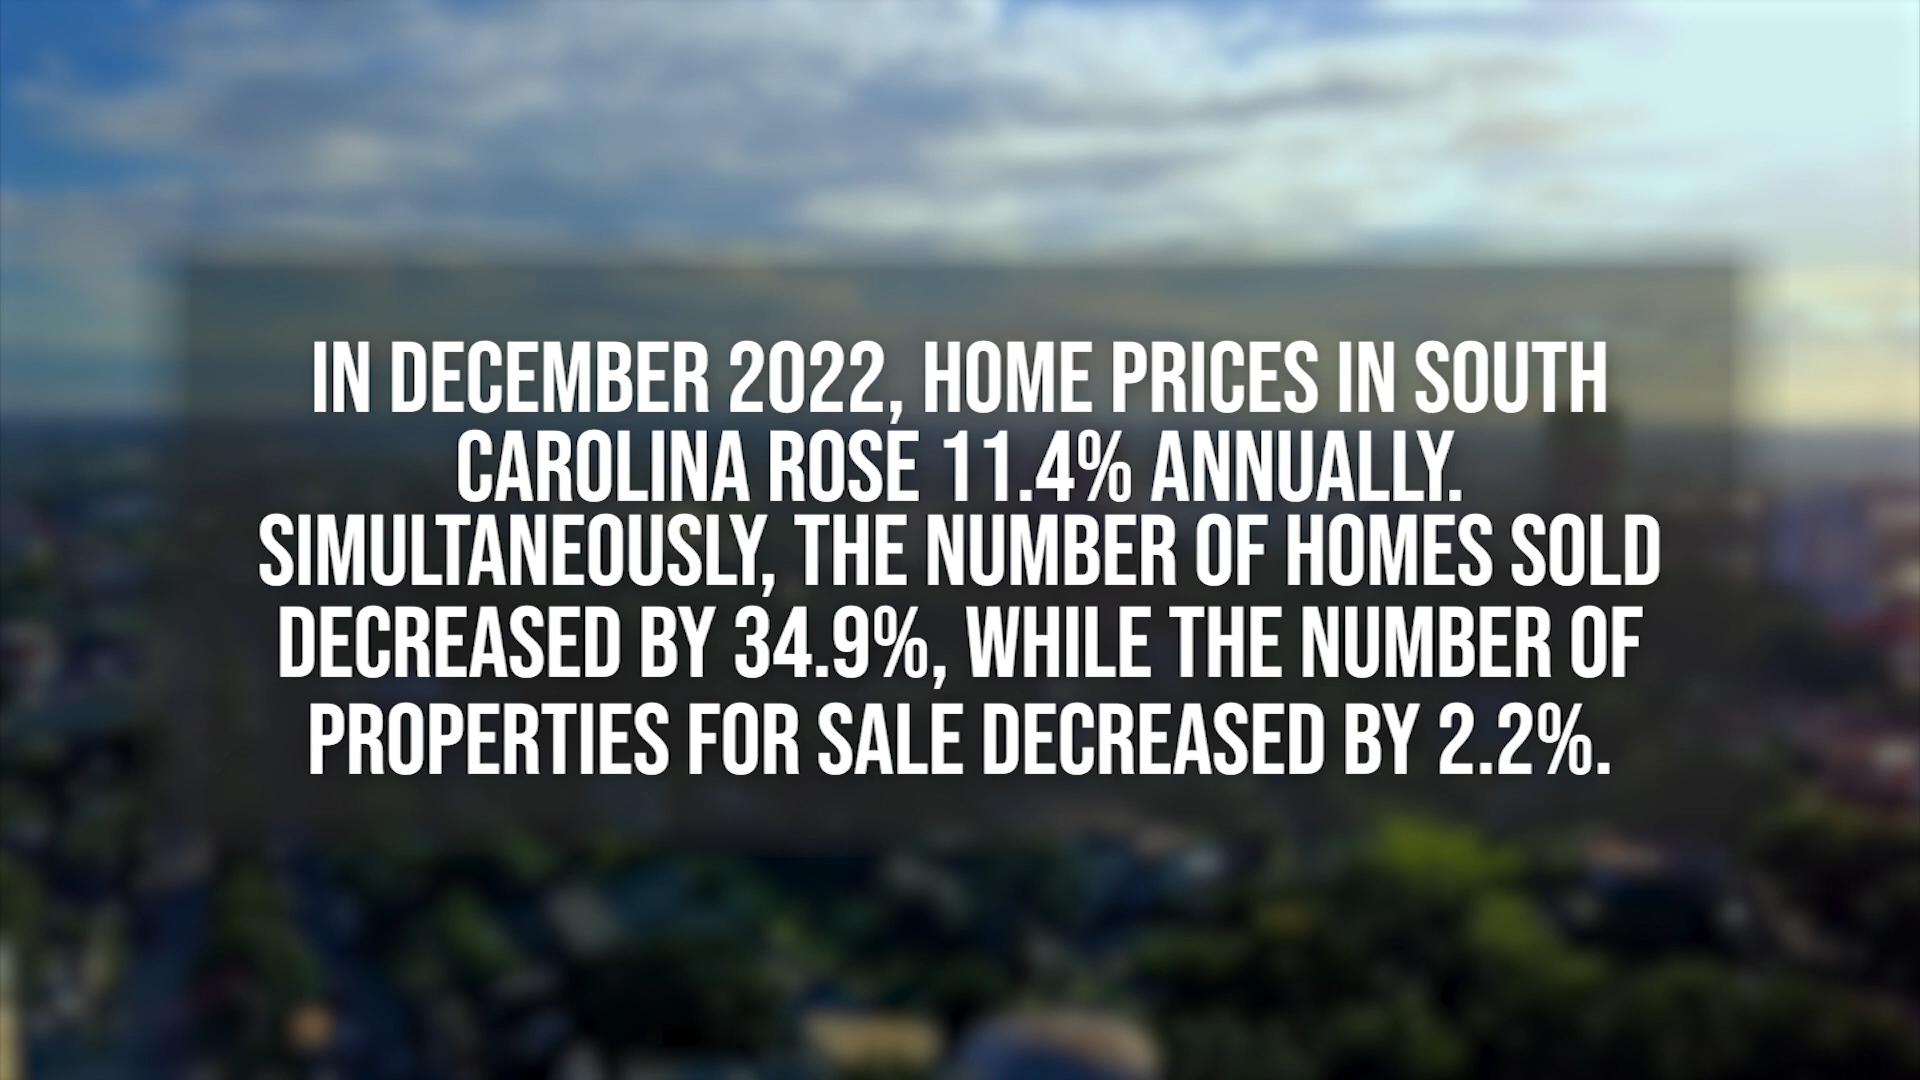 IN DECEMBER 2022, HOME PRICES IN SOUTH
CAROLINA ROSE 11.4% ANNUALLY.
SIMULTANEOUSLY, THE NUMBER OF HOMES SOLD
DECREASED BY 34.9%, WHILE THE NUMBER OF
PROPERTIES FOR SALE DECREASED BY 2.2%.